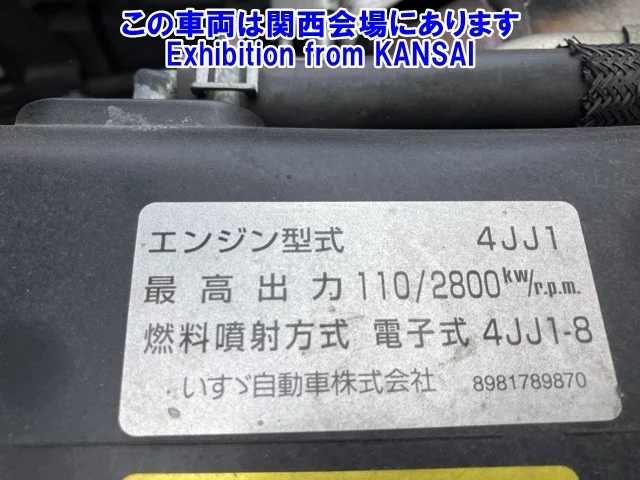 この車両は関西会場にあります
Exhibition from KANSAI
エンジン型式 4JJ1
最高出力 110/2800kw/r.p.m.
燃料噴射方式 電子式 4JJ1-8
いすゞ自動車株式会社 8981789870